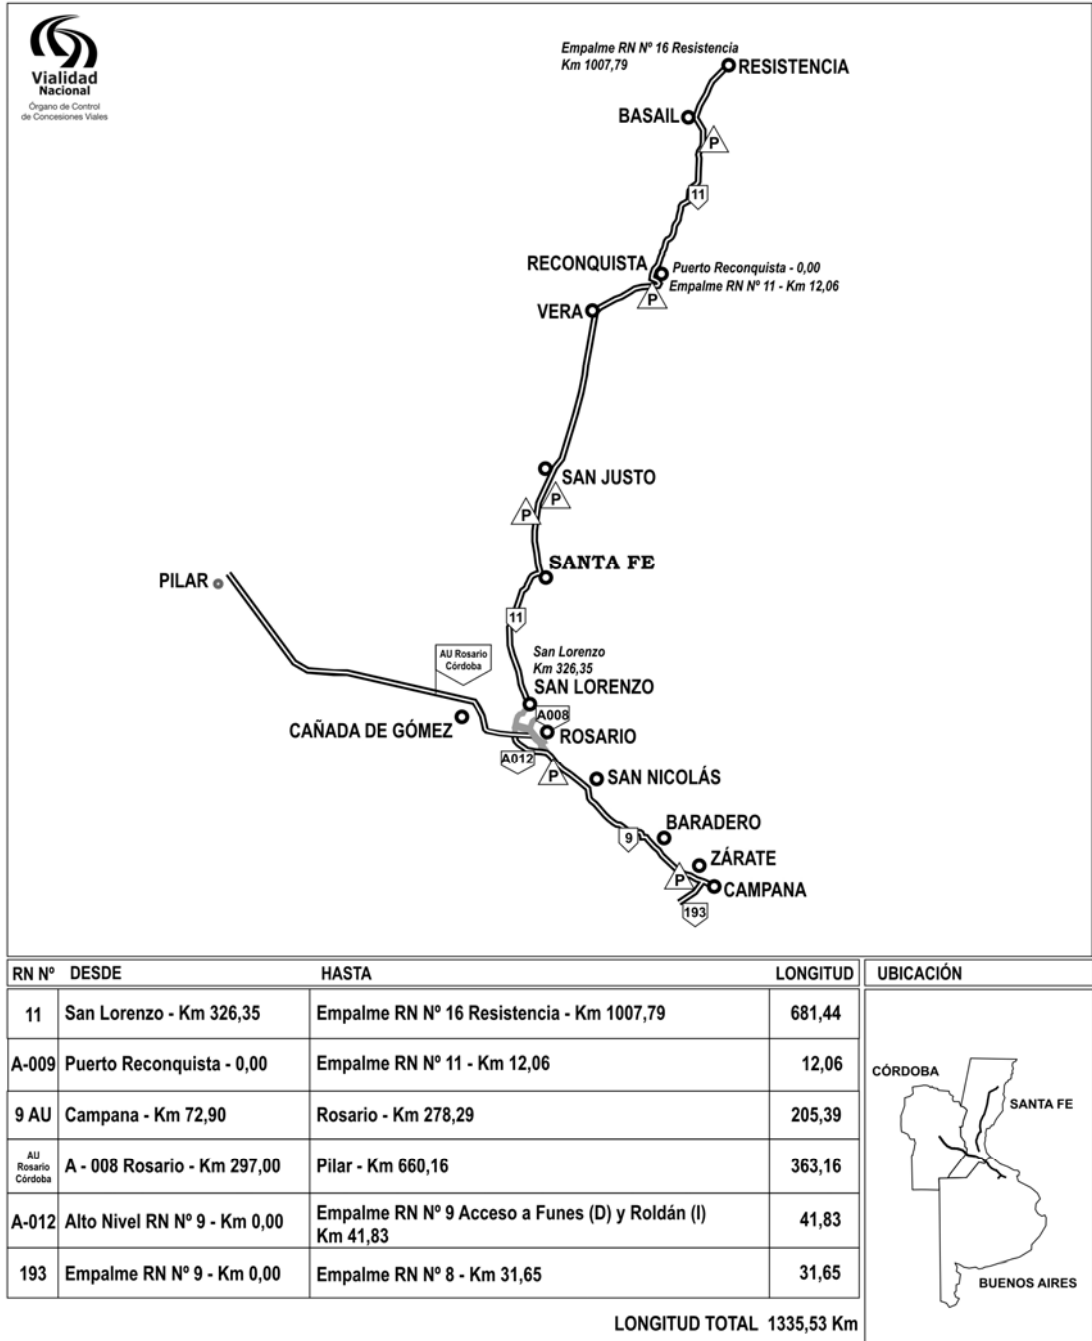 Vialidad
Nacional
Órgano de Control
de Concesiones Viales
Empalme RN Nº 16 Resistencia
Km 1007,79
RESISTENCIA
BASAIL
P
11
RECONQUISTA
Puerto Reconquista - 0,00
Empalme RN Nº 11 - Km 12,06
P
VERA
SAN JUSTO
P
P
SANTA FE
PILAR
11
AU Rosario
Córdoba
San Lorenzo
Km 326,35
SAN LORENZO
A008
CAÑADA DE GÓMEZ
ROSARIO
A012
P
SAN NICOLÁS
BARADERO
9
ZÁRATE
P
CAMPANA
193
RN Nº DESDE HASTA LONGITUD
11 San Lorenzo - Km 326,35 Empalme RN Nº 16 Resistencia - Km 1007,79 681,44
A-009 Puerto Reconquista - 0,00 Empalme RN Nº 11 - Km 12,06 12,06
9 AU Campana - Km 72,90 Rosario - Km 278,29 205,39
AU
Rosario
Córdoba
A - 008 Rosario - Km 297,00 Pilar - Km 660,16 363,16
A-012 Alto Nivel RN Nº 9 - Km 0,00 Empalme RN Nº 9 Acceso a Funes (D) y Roldán (I)
Km 41,83
41,83
193 Empalme RN Nº 9 - Km 0,00 Empalme RN Nº 8 - Km 31,65 31,65
LONGITUD TOTAL 1335,53 Km
UBICACIÓN
CÓRDOBA
SANTA FE
BUENOS AIRES